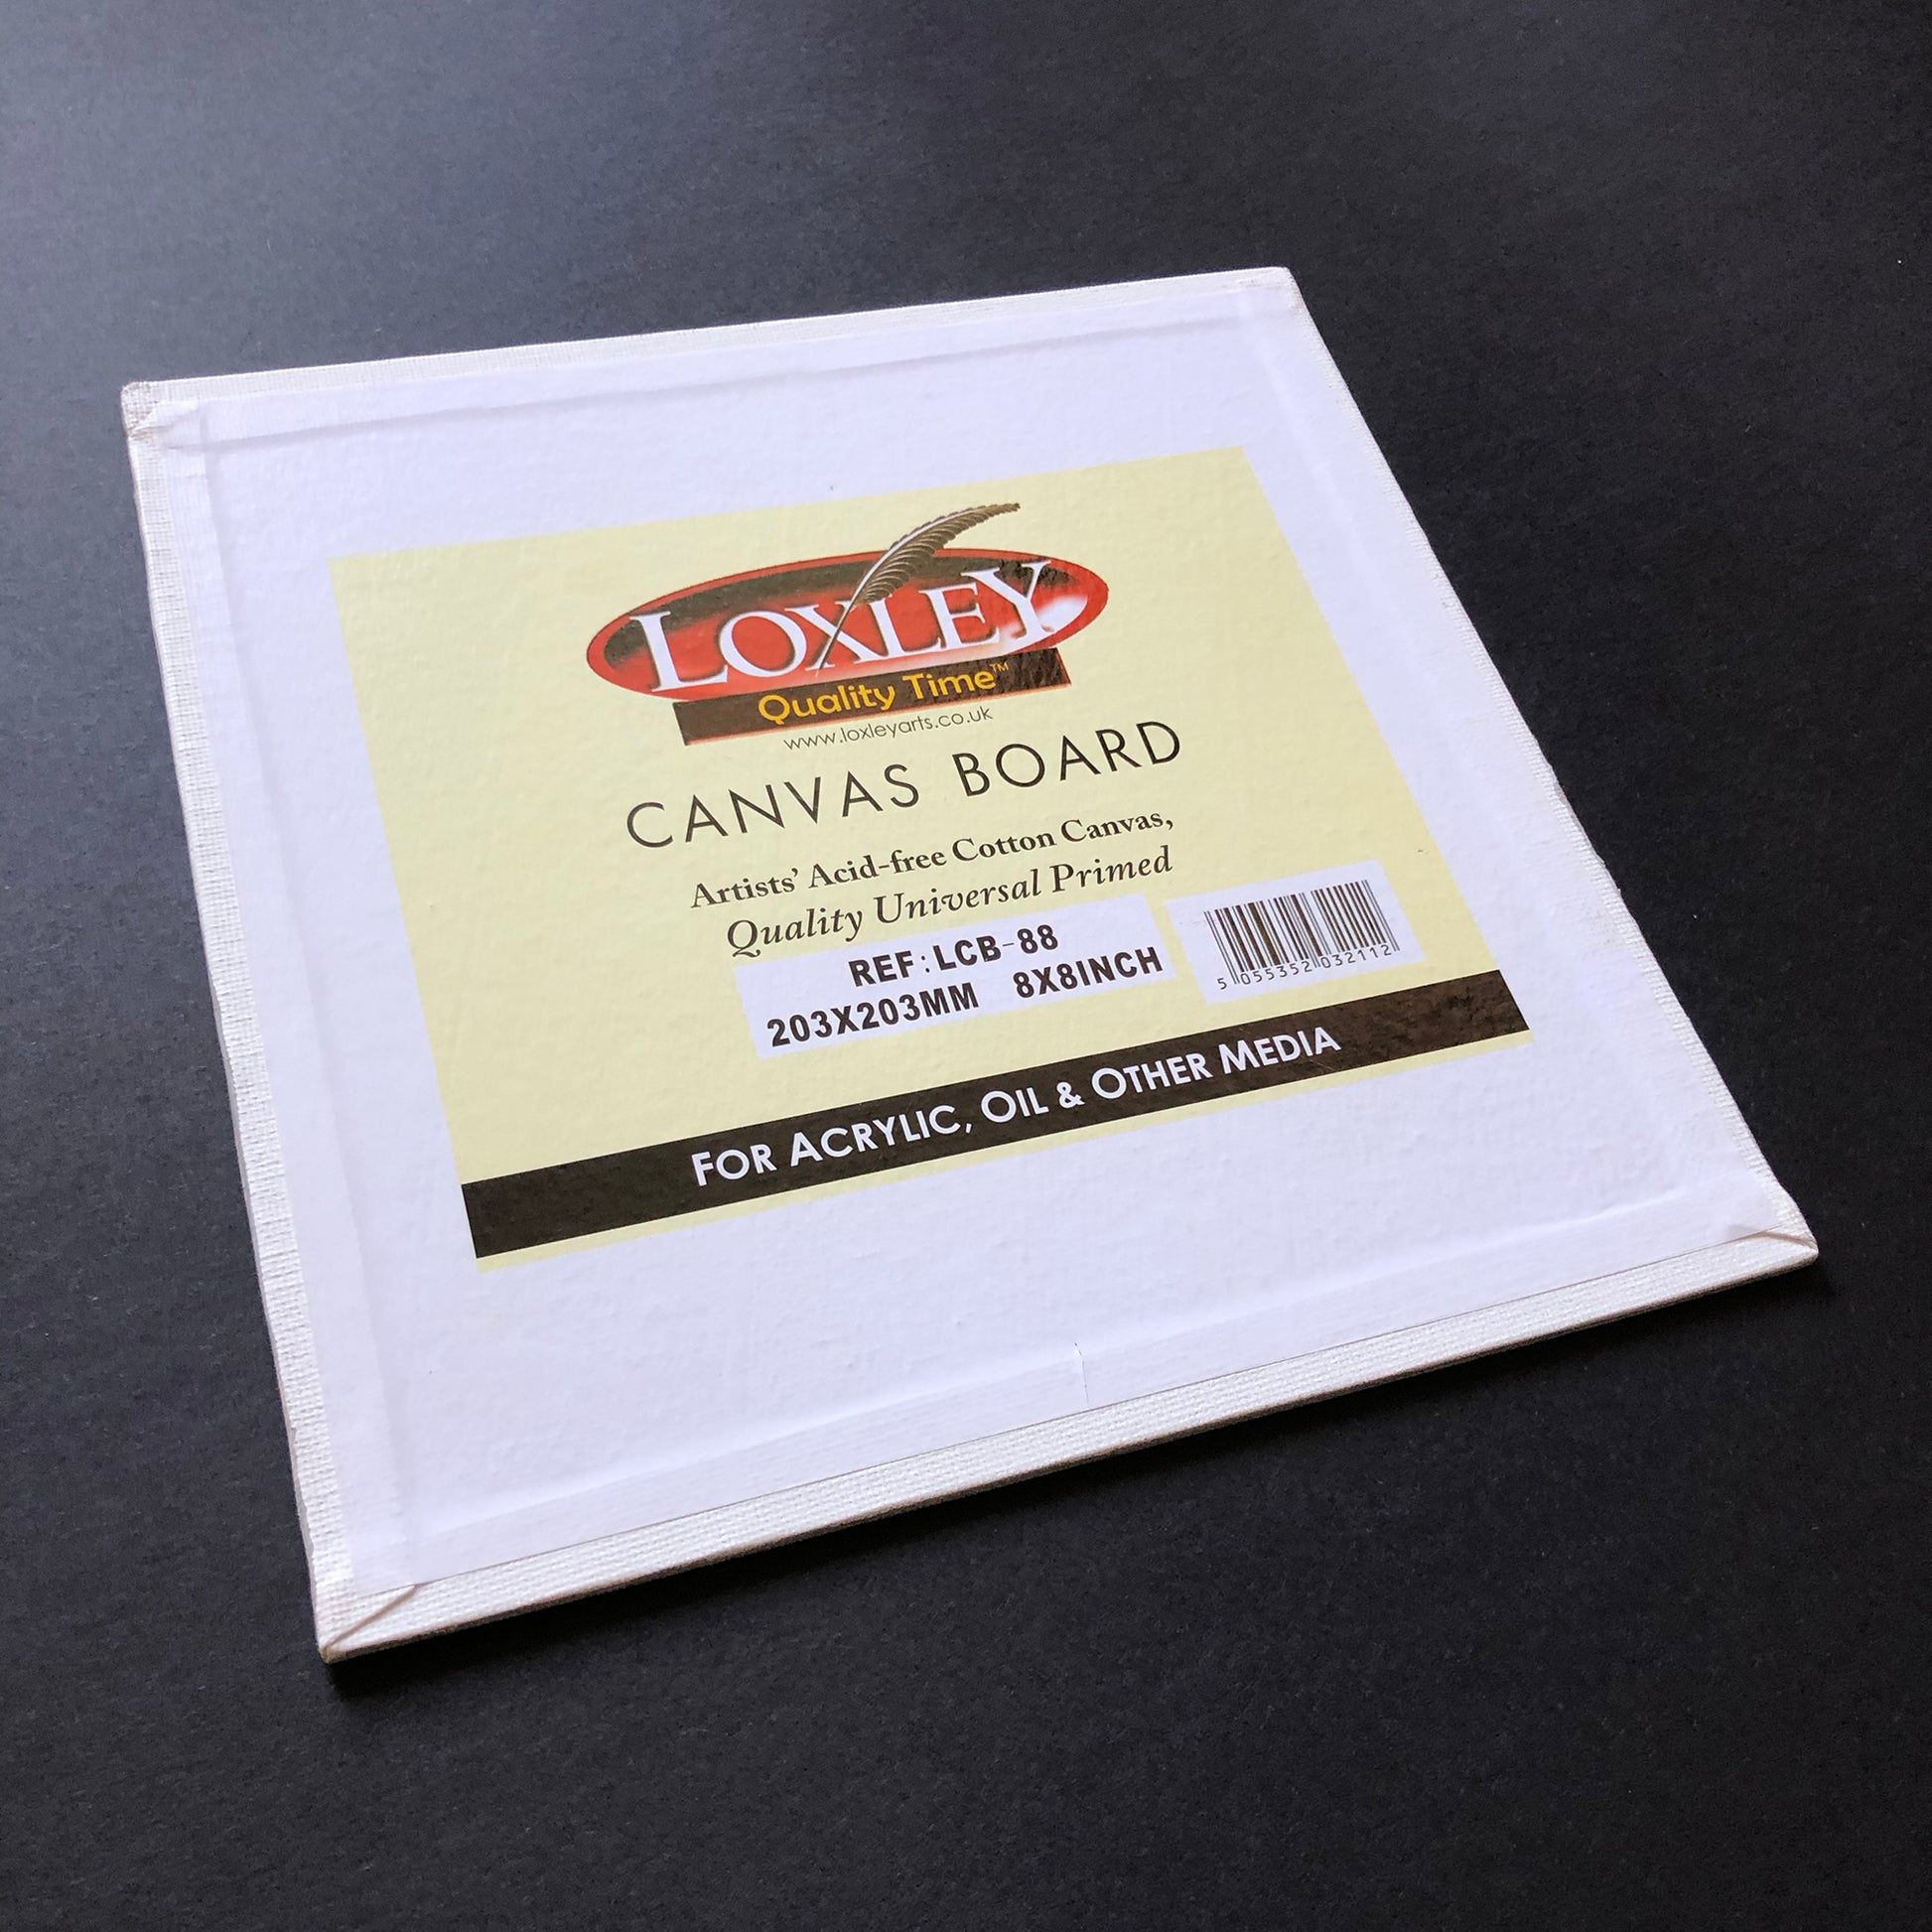 LOXLEY
Quality Time™
www.loxleyarts.co.uk
CANVAS BOARD
Artists' Acid-free Cotton Canvas,
Quality Universal Primed
REF:LCB-88
203X203MM 8X8INCH
5 055352 032112
FOR ACRYLIC, OIL & OTHER MEDIA